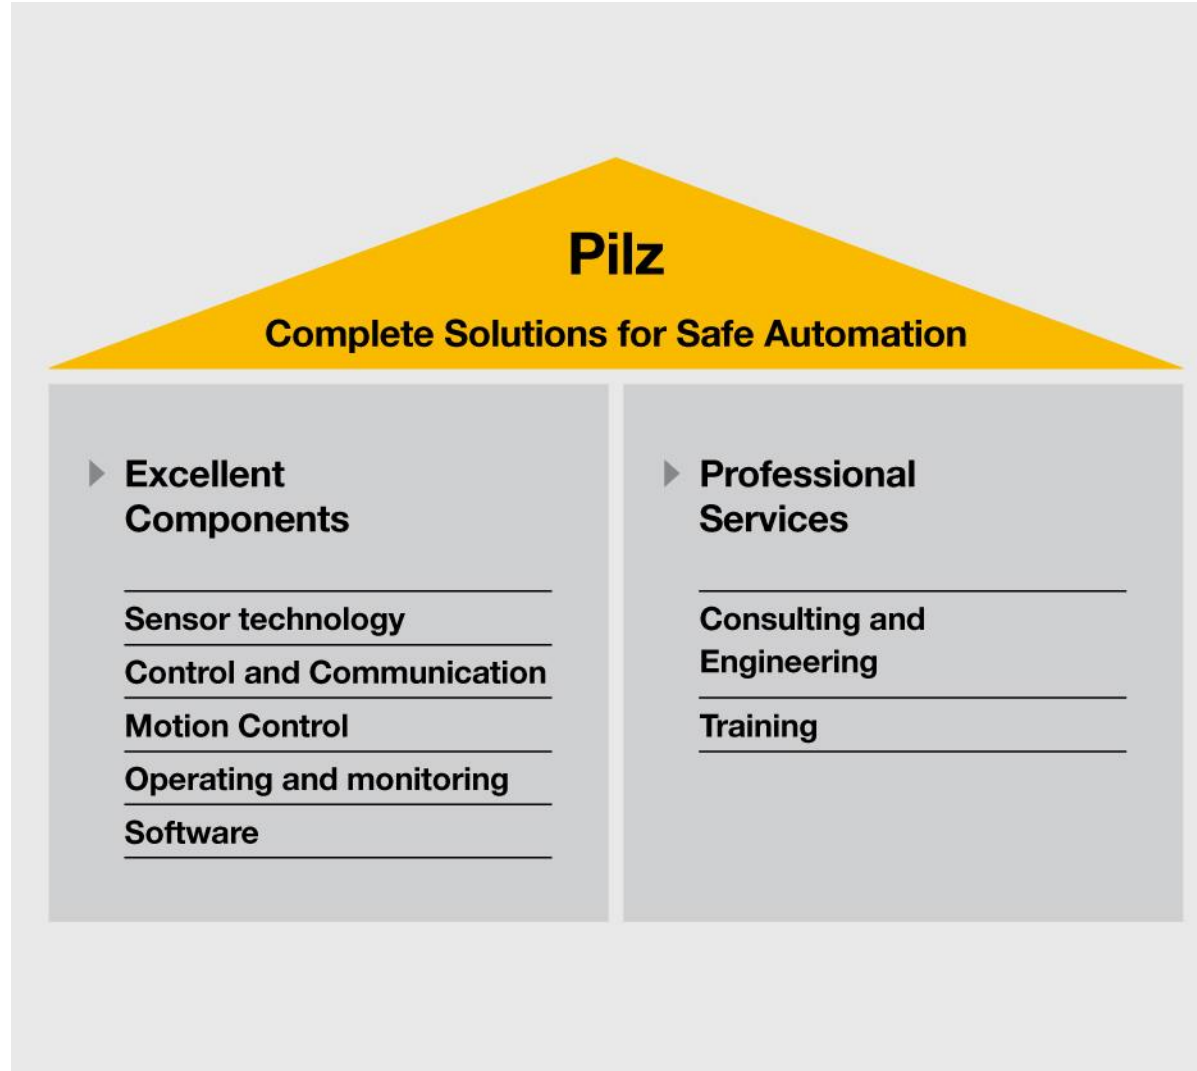 Pilz
Complete Solutions for Safe Automation
Excellent
Components
Sensor technology
Control and Communication
Motion Control
Operating and monitoring
Software
Professional
Services
Consulting and
Engineering
Training